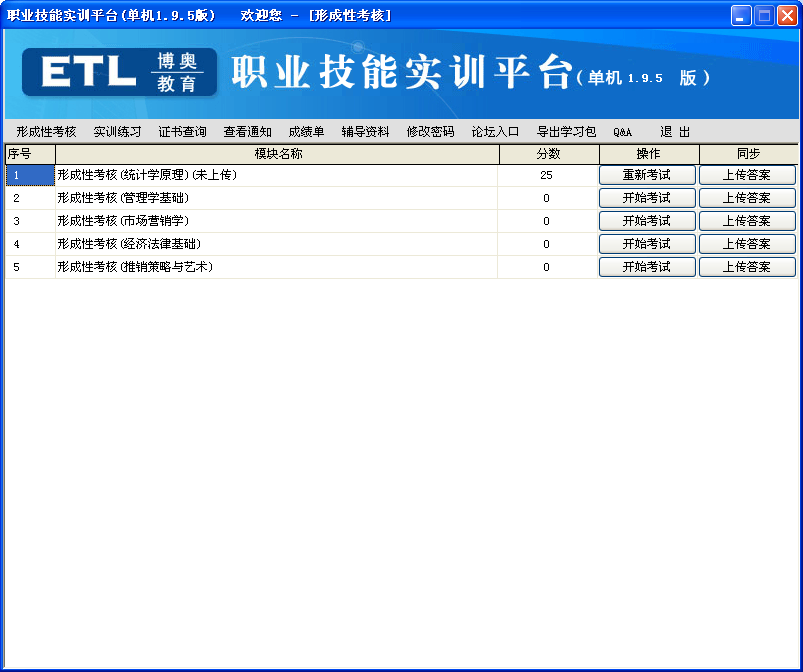 职业技能实训平台(单机1.9.5版) 欢迎您 - [形成性考核]
ETL 博奥教育 职业技能实训平台(单机1.9.5 版)
形成性考核 实训练习 证书查询 查看通知 成绩单 辅导资料 修改密码 论坛入口 导出学习包 Q&A 退 出
序号 模块名称 分数 操作 同步
1 形成性考核(统计学原理)(未上传) 25 重新考试 上传答案
2 形成性考核(管理学基础) 0 开始考试 上传答案
3 形成性考核(市场营销学) 0 开始考试 上传答案
4 形成性考核(经济法律基础) 0 开始考试 上传答案
5 形成性考核(推销策略与艺术) 0 开始考试 上传答案